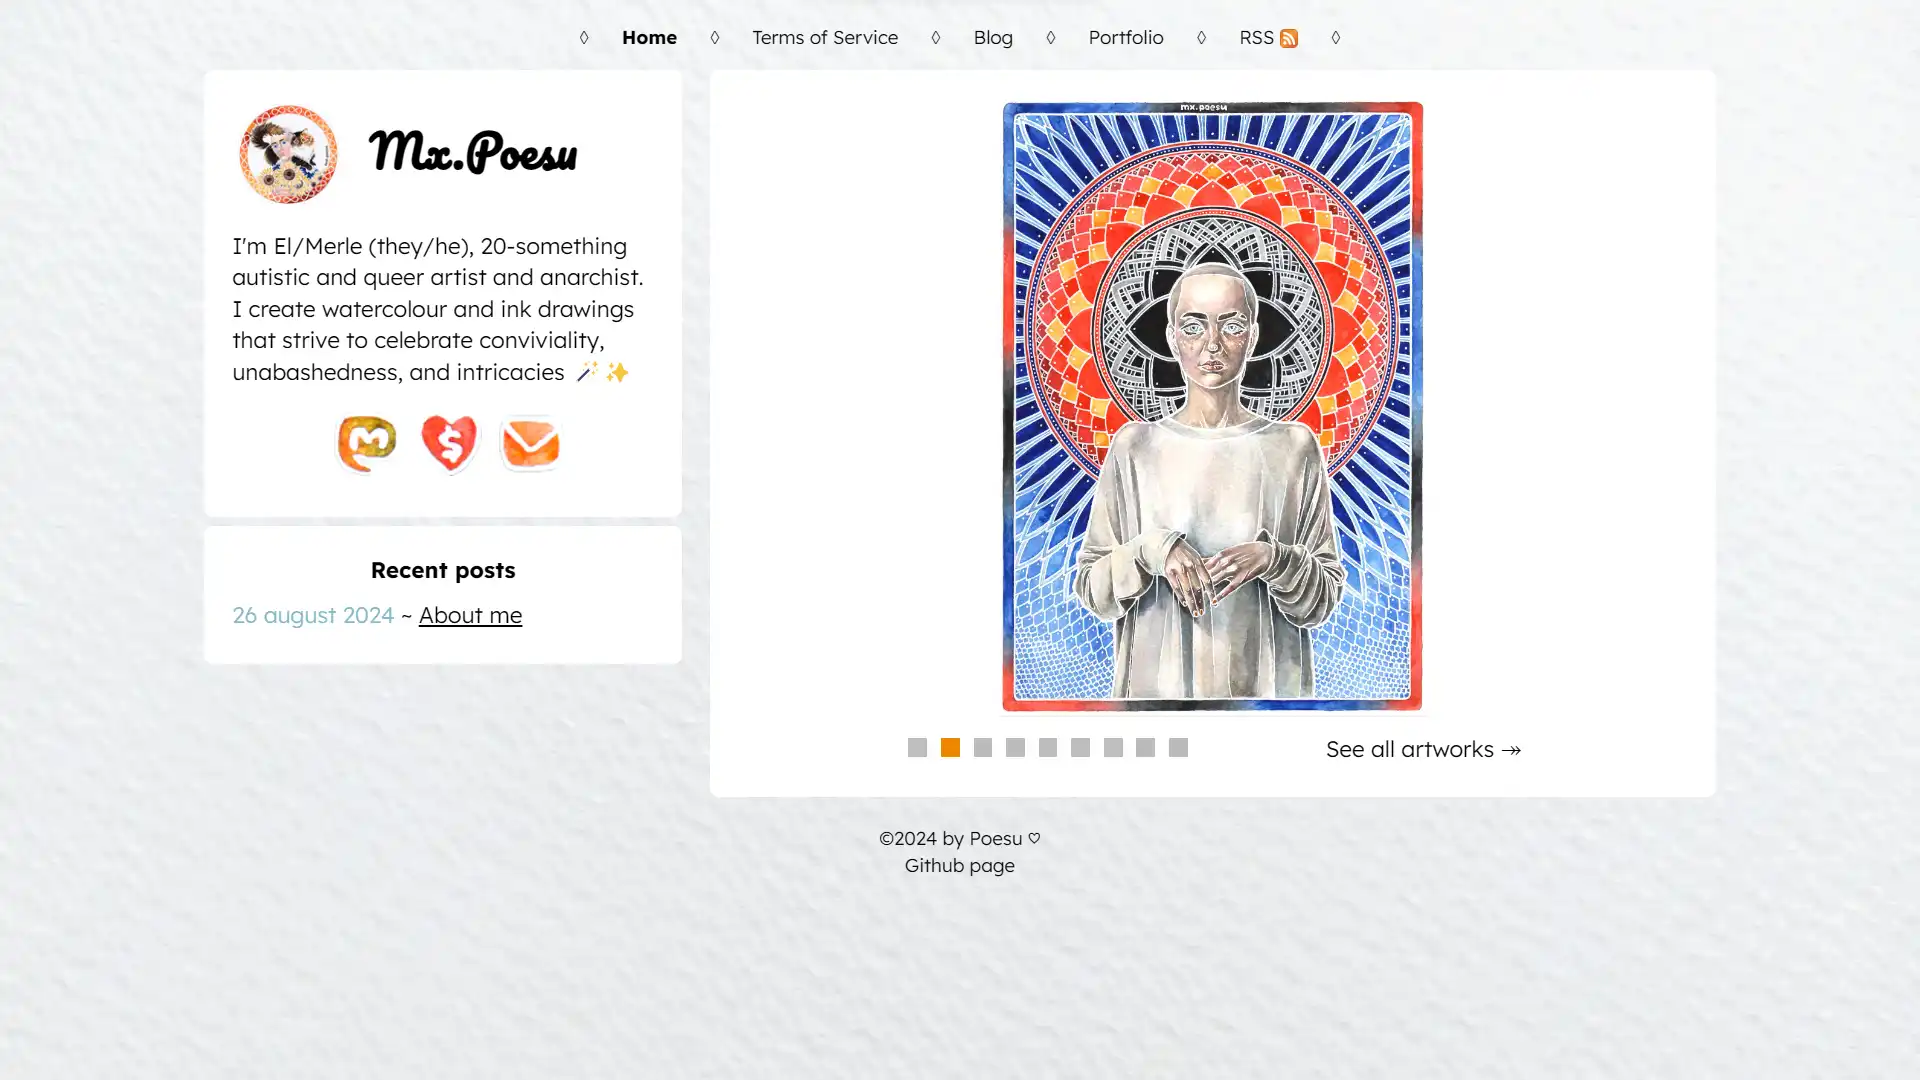 ◊ Home ◊ Terms of Service ◊ Blog ◊ Portfolio ◊ RSS ◊
Mx.Poesu
I'm El/Merle (they/he), 20-something
autistic and queer artist and anarchist.
I create watercolour and ink drawings
that strive to celebrate conviviality,
unabashedness, and intricacies 🪄 ✨
Recent posts
26 august 2024 ~ About me
mx.poesu
See all artworks ↠
©2024 by Poesu ♡
Github page